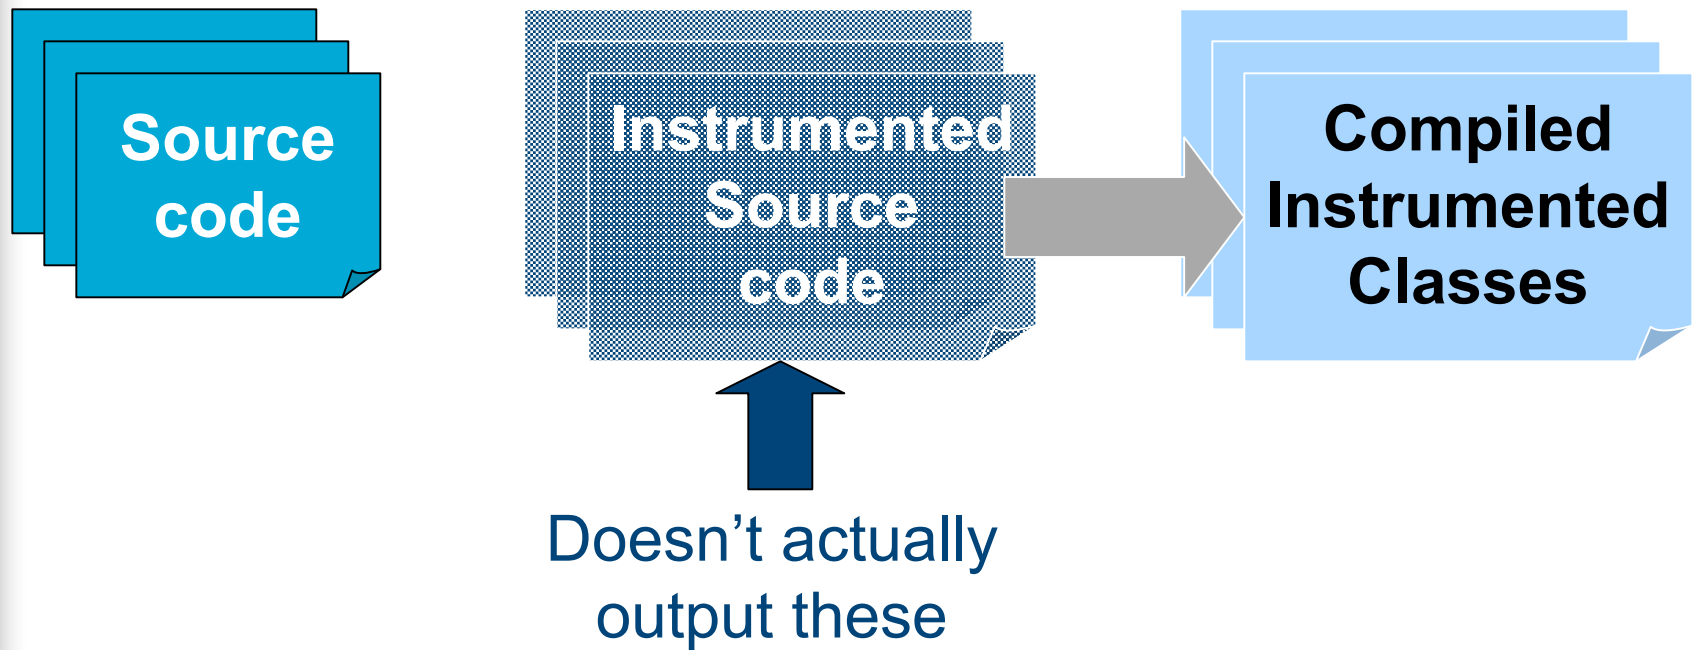 Source
code
Instrumented
Source
code
Compiled
Instrumented
Classes
Doesn’t actually
output these